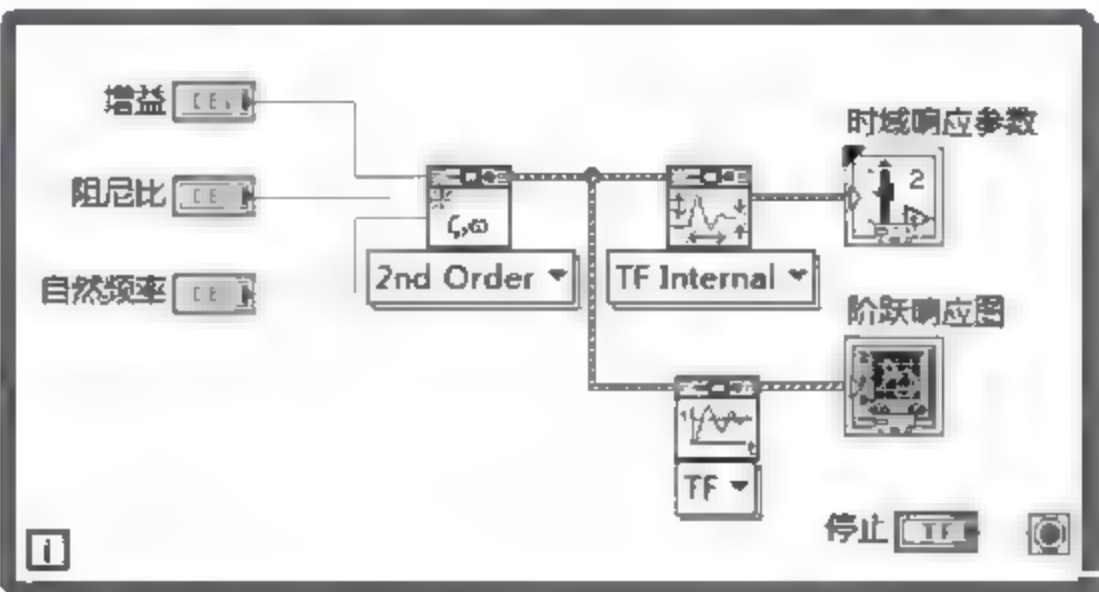 增益
阻尼比
自然频率
ζ,ω
2nd Order
TF Internal
TF
时域响应参数
2
阶跃响应图
停止
TF
i